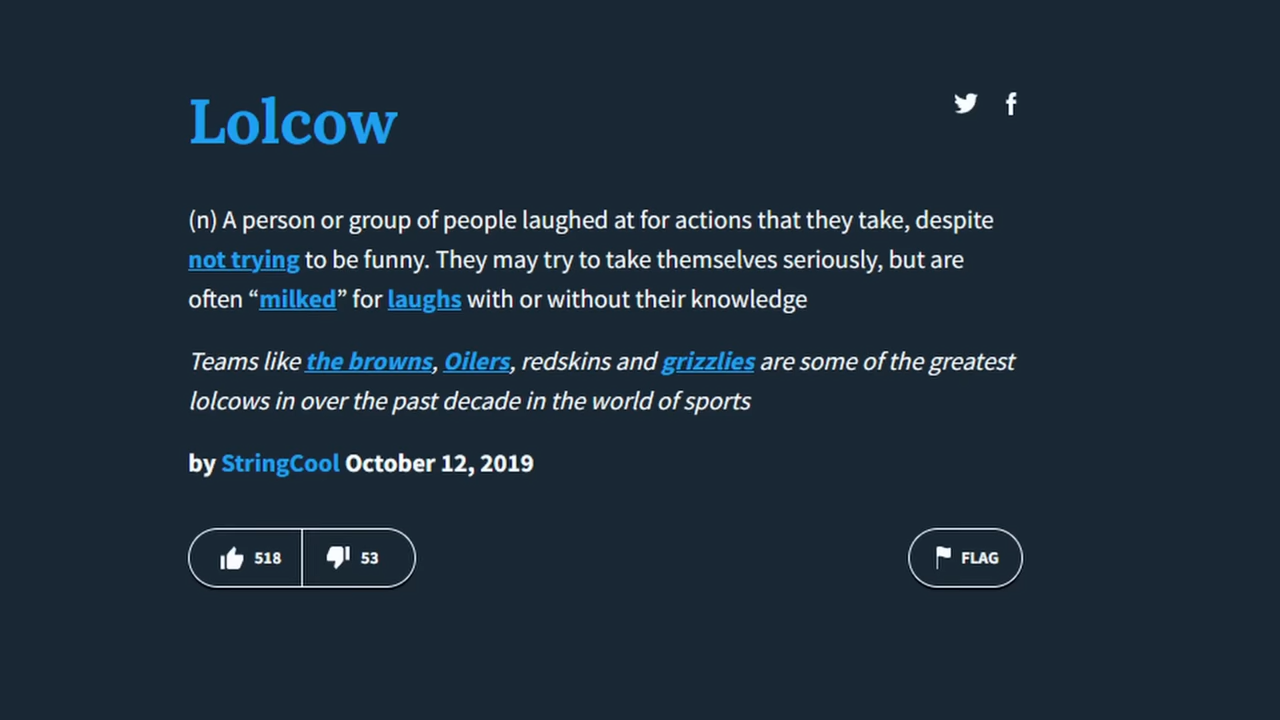 Lolcow
(n) A person or group of people laughed at for actions that they take, despite
not trying to be funny. They may try to take themselves seriously, but are
often “milked” for laughs with or without their knowledge
Teams like the browns, Oilers, redskins and grizzlies are some of the greatest
lolcows in over the past decade in the world of sports
by StringCool October 12, 2019
518 53 FLAG